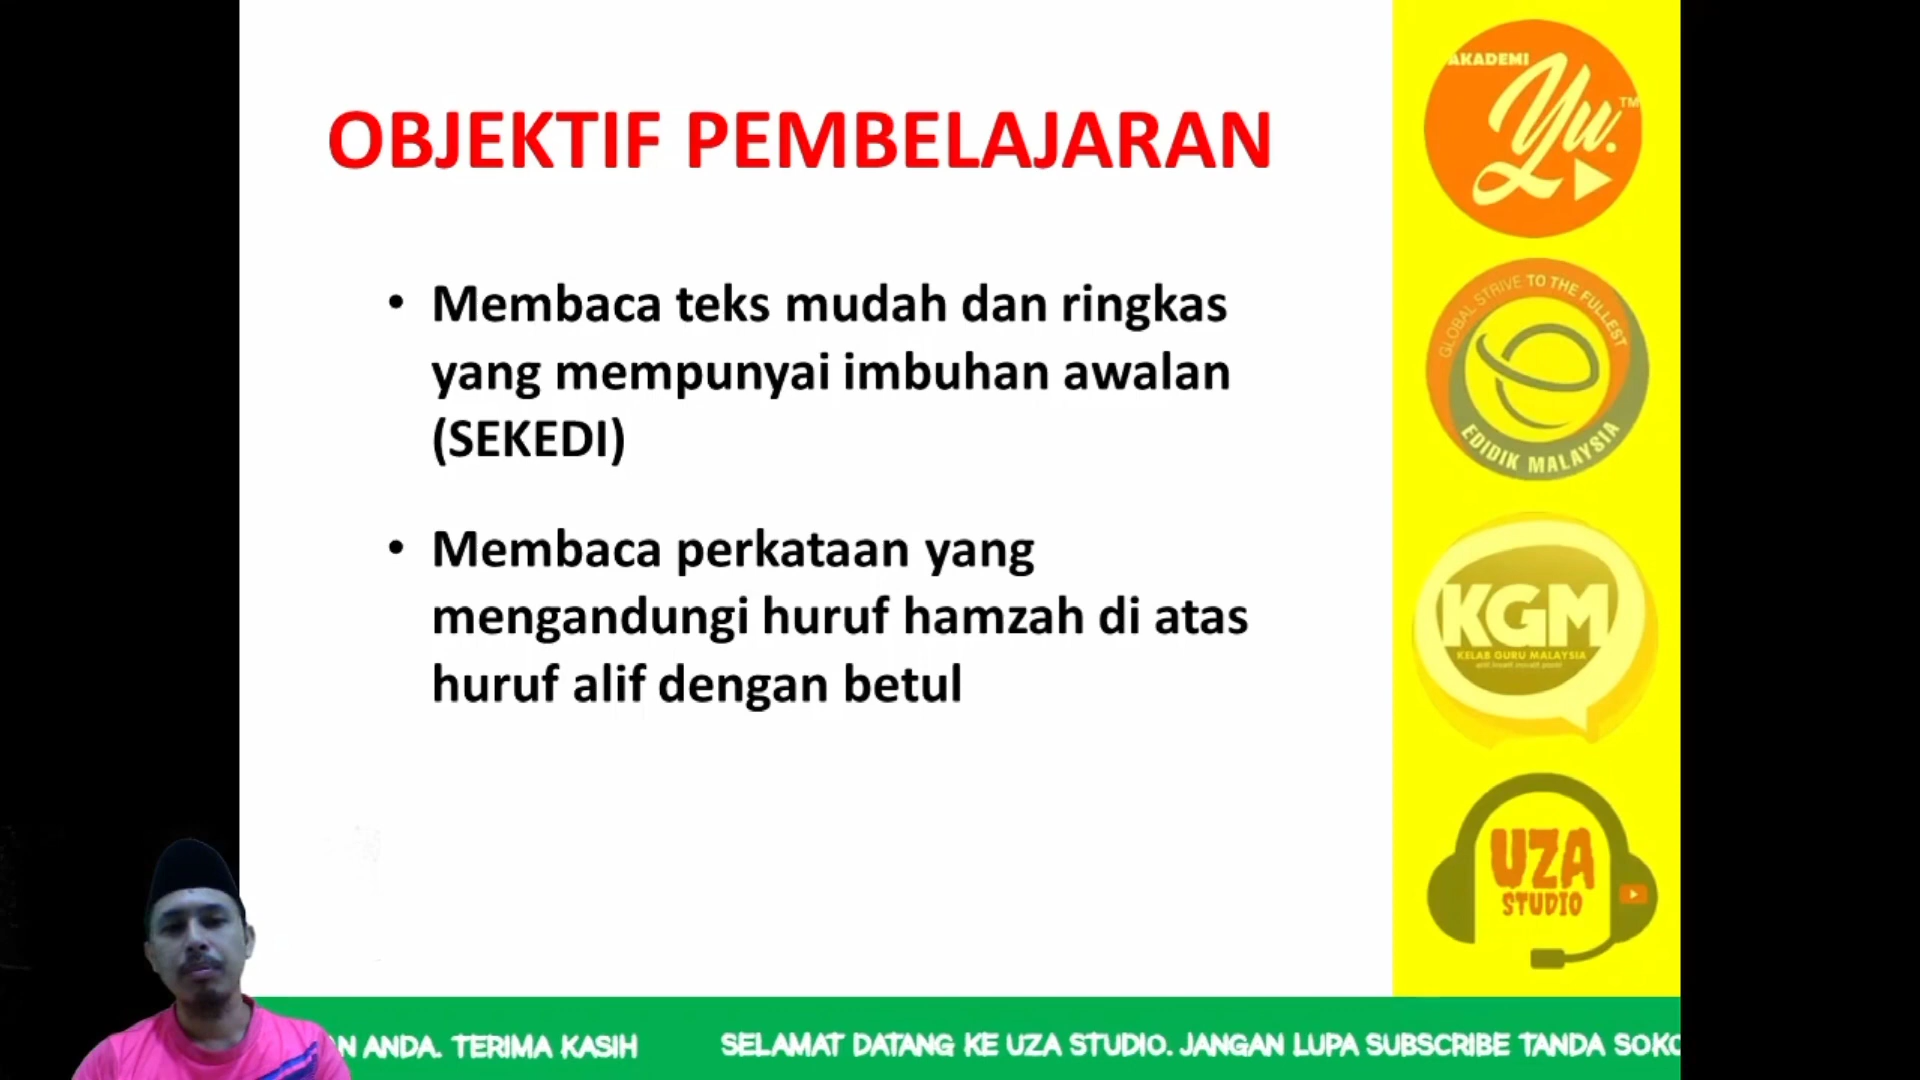 OBJEKTIF PEMBELAJARAN
• Membaca teks mudah dan ringkas
yang mempunyai imbuhan awalan
(SEKEDI)
• Membaca perkataan yang
mengandungi huruf hamzah di atas
huruf alif dengan betul
AKADEMI
Yu.
TM
GLOBAL STRIVE TO THE FULLEST
EDIDIK MALAYSIA
KGM
KELAB GURU MALAYSIA
UZA
STUDIO
N ANDA. TERIMA KASIH SELAMAT DATANG KE UZA STUDIO. JANGAN LUPA SUBSCRIBE TANDA SOKO